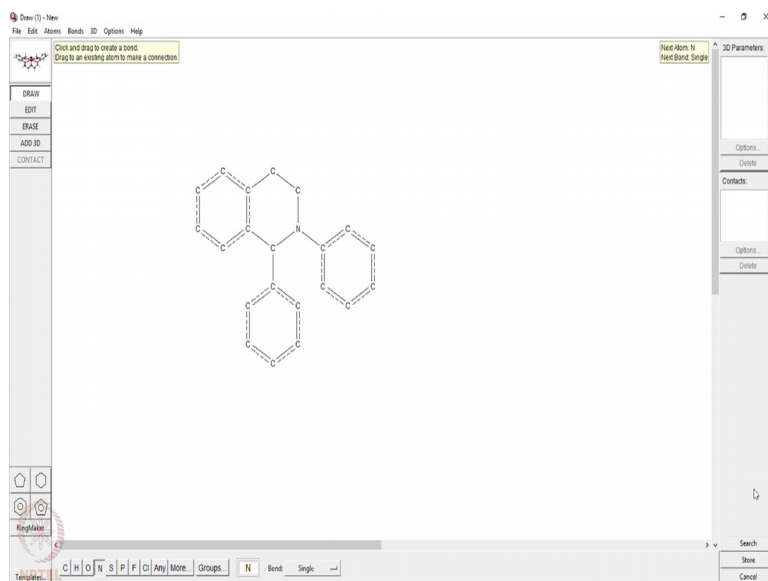 Draw (1) - New
File Edit Atoms Bonds 3D Options Help
Click and drag to create a bond.
Drag to an existing atom to make a connection.
Next Atom: N
Next Bond: Single
3D Parameters:
DRAW
EDIT
ERASE
ADD 3D
CONTACT
Options...
Delete
Contacts:
Options...
Delete
C C
C C C
N C
C C C C C
C C
C C C
C C C
C
C C
C
RingMaker...
Templates...
C H O N S P F Cl Any More... Groups... N Bond: Single
Search
Store
Cancel
NPTEL